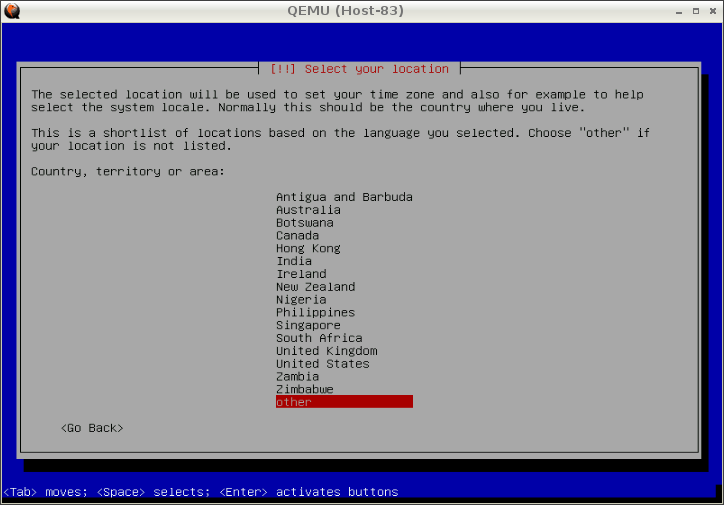 QEMU (Host-83)
[!!] Select your location
The selected location will be used to set your time zone and also for example to help
select the system locale. Normally this should be the country where you live.
This is a shortlist of locations based on the language you selected. Choose "other" if
your location is not listed.
Country, territory or area:
Antigua and Barbuda
Australia
Botswana
Canada
Hong Kong
India
Ireland
New Zealand
Nigeria
Philippines
Singapore
South Africa
United Kingdom
United States
Zambia
Zimbabwe
other
<Go Back>
<Tab> moves; <Space> selects; <Enter> activates buttons